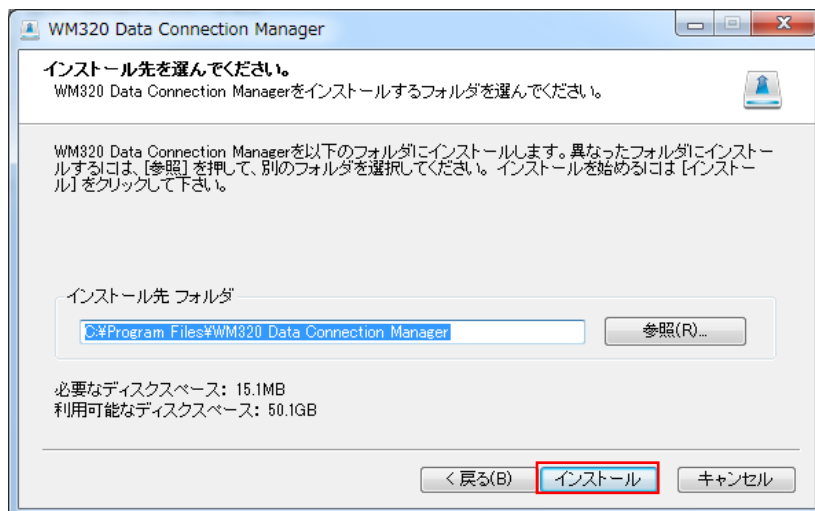 WM320 Data Connection Manager
インストール先を選んでください。
WM320 Data Connection Managerをインストールするフォルダを選んでください。
WM320 Data Connection Managerを以下のフォルダにインストールします。異なったフォルダにインストー
ルするには、[参照] を押して、別のフォルダを選択してください。インストールを始めるには [インストー
ル] をクリックして下さい。
インストール先 フォルダ
C:¥Program Files¥WM320 Data Connection Manager
参照(R)...
必要なディスクスペース: 15.1MB
利用可能なディスクスペース: 50.1GB
< 戻る(B) インストール キャンセル